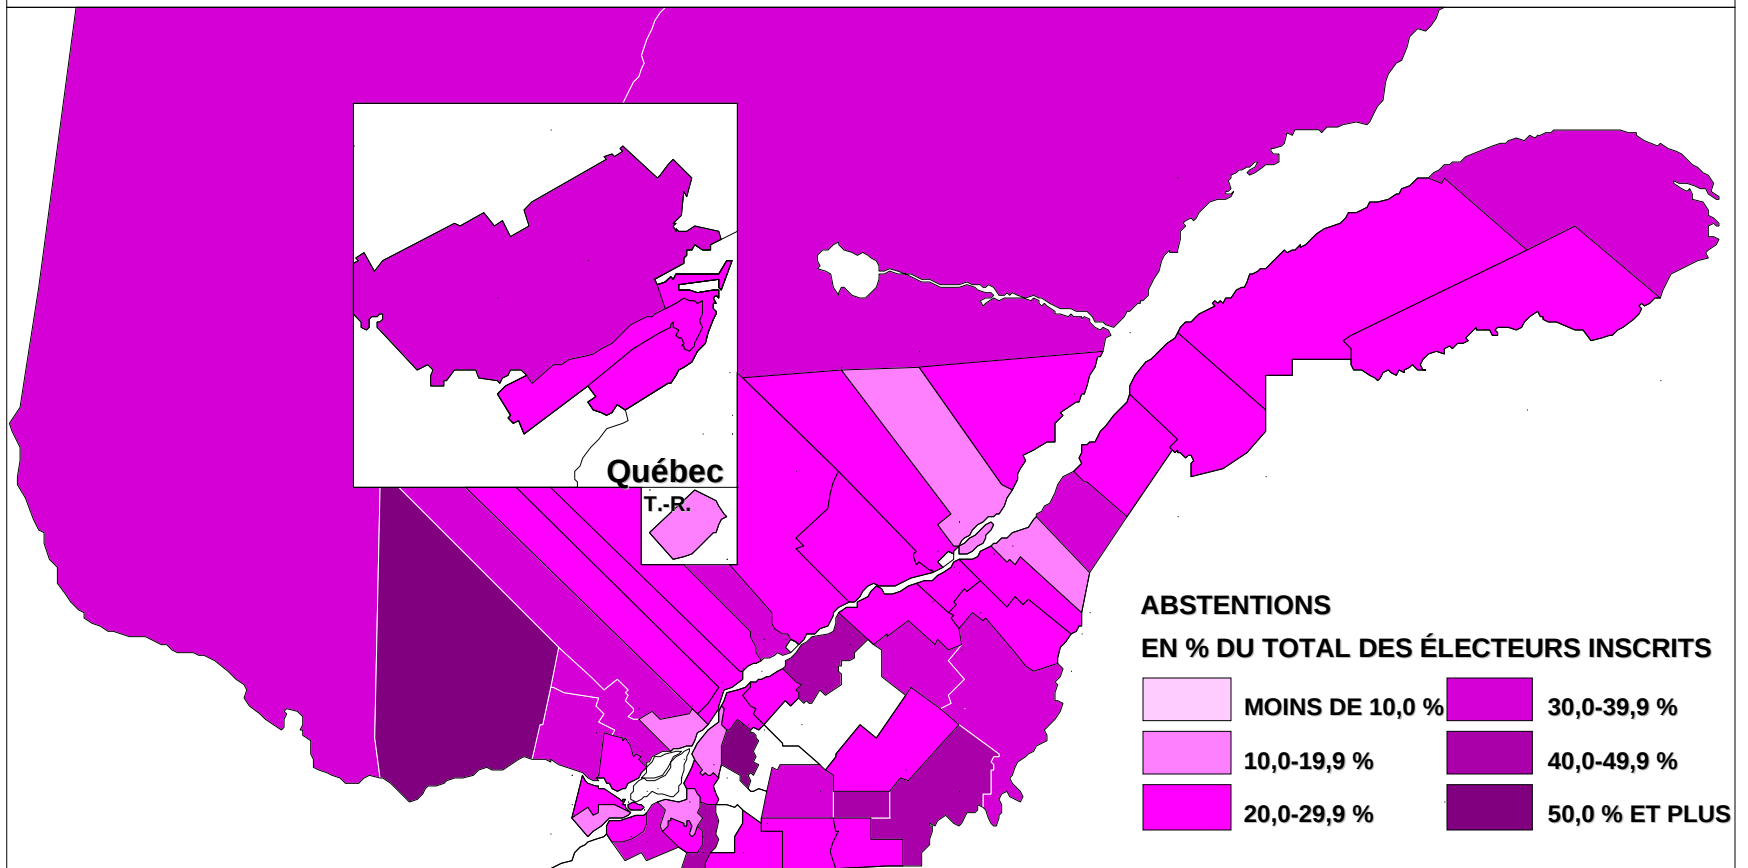 Québec
T.-R.
ABSTENTIONS
EN % DU TOTAL DES ÉLECTEURS INSCRITS
MOINS DE 10,0 %
30,0-39,9 %
10,0-19,9 %
40,0-49,9 %
20,0-29,9 %
50,0 % ET PLUS